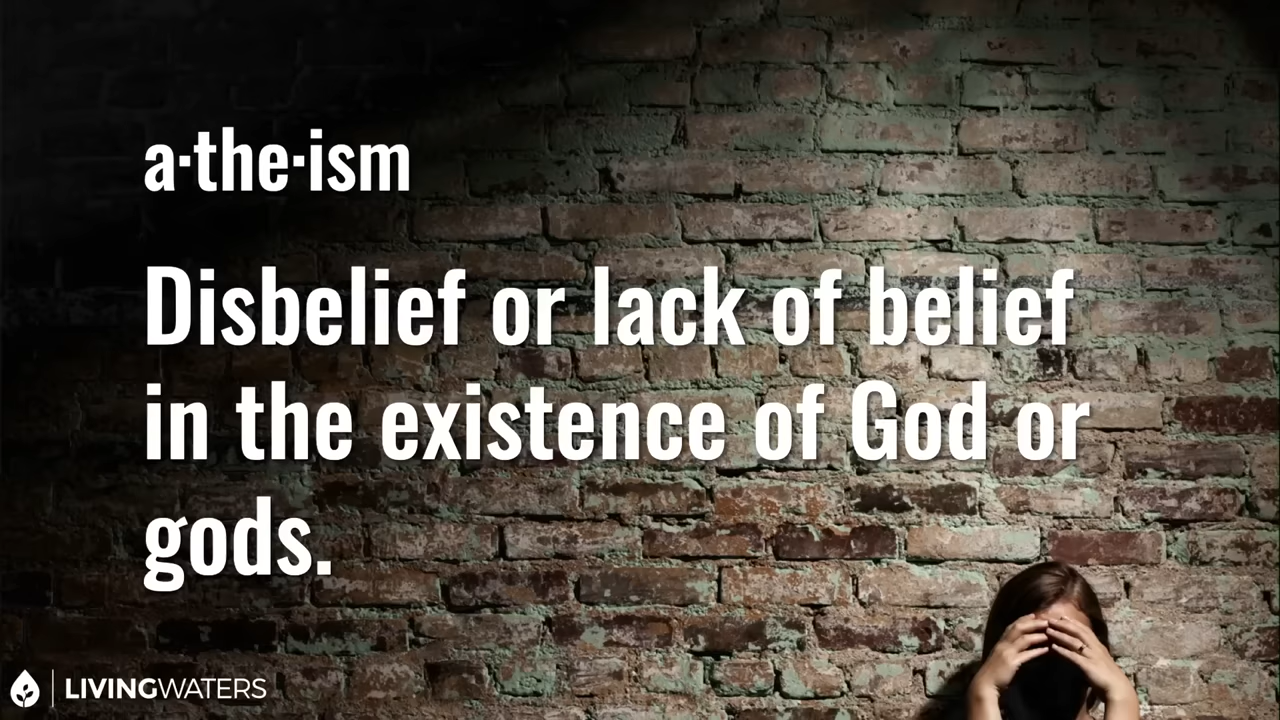 a·the·ism
Disbelief or lack of belief
in the existence of God or
gods.
LIVINGWATERS